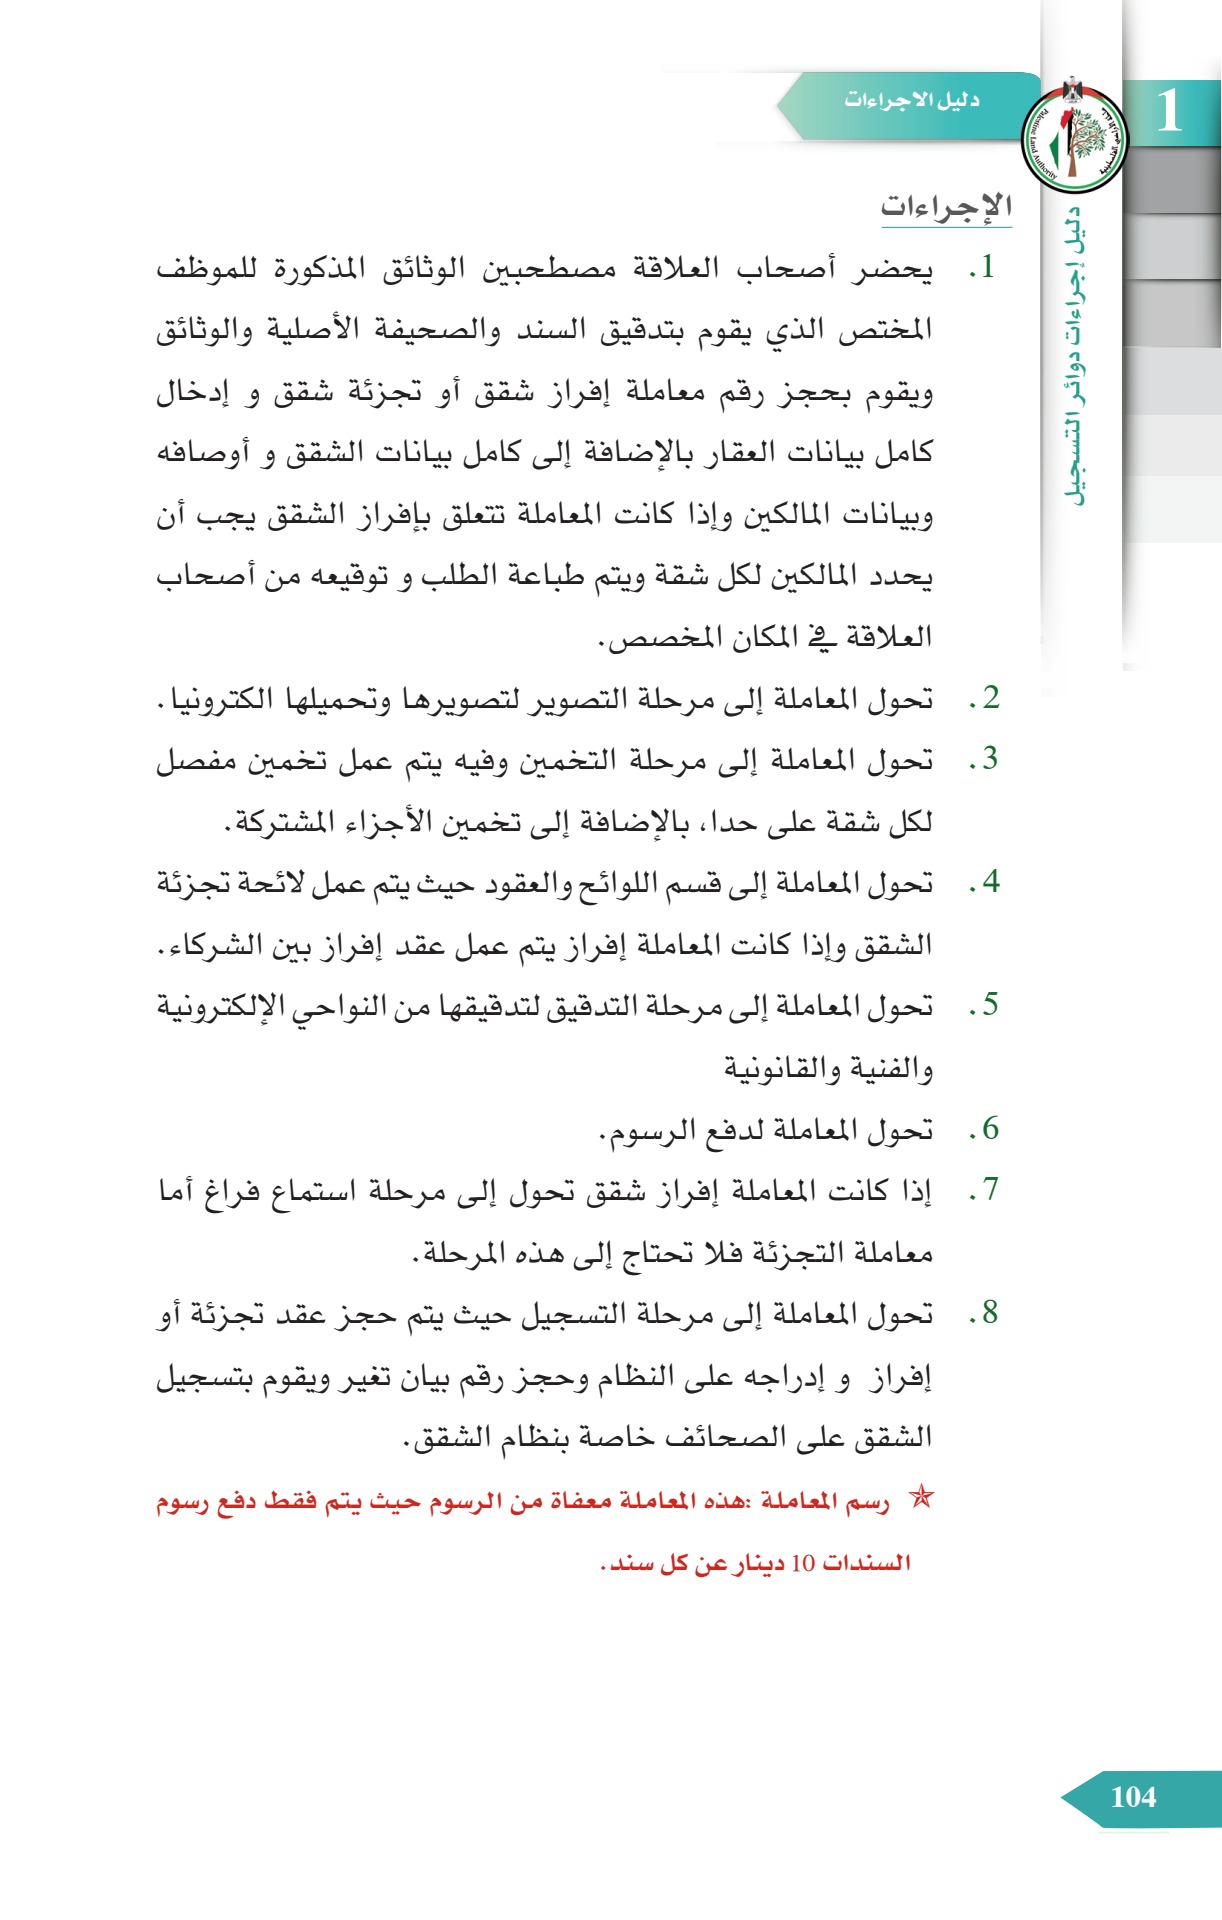 دليل الاجراءات
1
Palestine Land Authority
دليل إجراءات دوائر التسجيل
الإجراءات
1. يحضر أصحاب العلاقة مصطحبين الوثائق المذكورة للموظف
المختص الذي يقوم بتدقيق السند والصحيفة الأصلية والوثائق
ويقوم بحجز رقم معاملة إفراز شقق أو تجزئة شقق و إدخال
كامل بيانات العقار بالإضافة إلى كامل بيانات الشقق و أوصافه
وبيانات المالكين وإذا كانت المعاملة تتعلق بإفراز الشقق يجب أن
يحدد المالكين لكل شقة ويتم طباعة الطلب و توقيعه من أصحاب
العلاقة في المكان المخصص.
2. تحول المعاملة إلى مرحلة التصوير لتصويرها وتحميلها الكترونيا.
3. تحول المعاملة إلى مرحلة التخمين وفيه يتم عمل تخمين مفصل
لكل شقة على حدا، بالإضافة إلى تخمين الأجزاء المشتركة.
4. تحول المعاملة إلى قسم اللوائح والعقود حيث يتم عمل لائحة تجزئة
الشقق وإذا كانت المعاملة إفراز يتم عمل عقد إفراز بين الشركاء.
5. تحول المعاملة إلى مرحلة التدقيق لتدقيقها من النواحي الإلكترونية
والفنية والقانونية
6. تحول المعاملة لدفع الرسوم.
7. إذا كانت المعاملة إفراز شقق تحول إلى مرحلة استماع فراغ أما
معاملة التجزئة فلا تحتاج إلى هذه المرحلة.
8. تحول المعاملة إلى مرحلة التسجيل حيث يتم حجز عقد تجزئة أو
إفراز و إدراجه على النظام وحجز رقم بيان تغير ويقوم بتسجيل
الشقق على الصحائف خاصة بنظام الشقق.
✯ رسم المعاملة :هذه المعاملة معفاة من الرسوم حيث يتم فقط دفع رسوم
السندات 10 دينار عن كل سند.
104